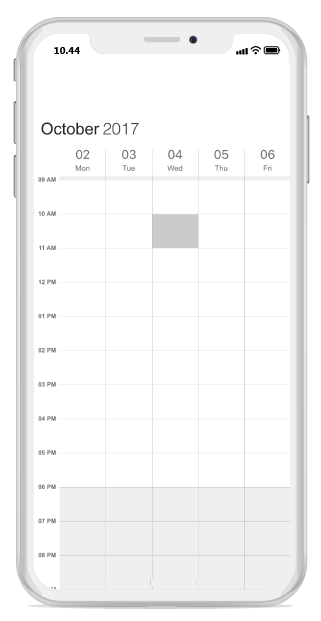 10.44
October 2017
02 03 04 05 06
Mon Tue Wed Thu Fri
09 AM
10 AM
11 AM
12 PM
01 PM
02 PM
03 PM
04 PM
05 PM
06 PM
07 PM
08 PM